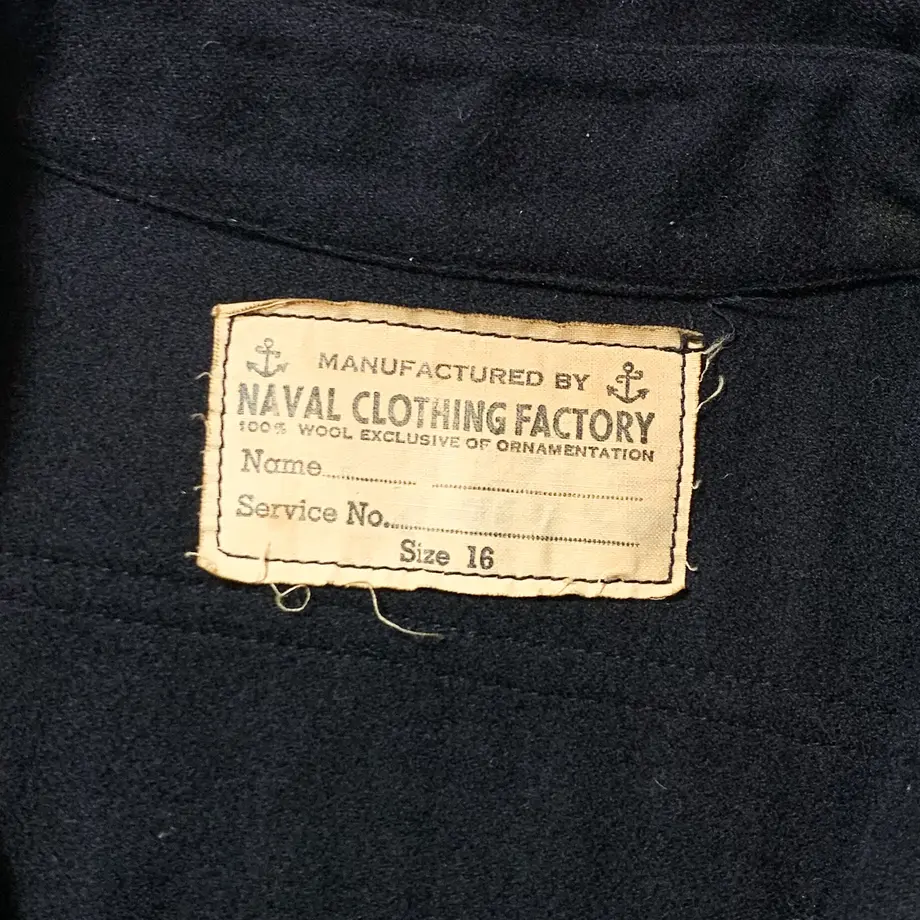 MANUFACTURED BY
NAVAL CLOTHING FACTORY
100% WOOL EXCLUSIVE OF ORNAMENTATION
Name
Service No.
Size 16